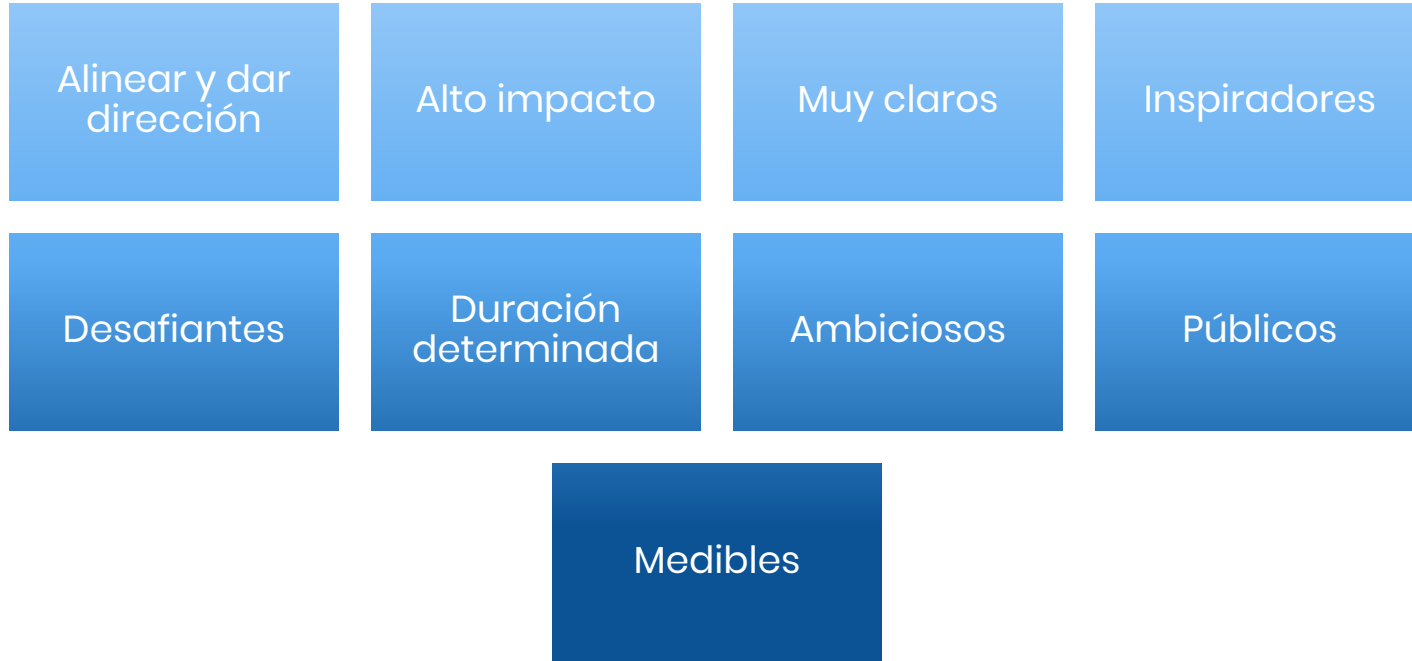 Alinear y dar
dirección
Alto impacto
Muy claros
Inspiradores
Desafiantes
Duración
determinada
Ambiciosos
Públicos
Medibles